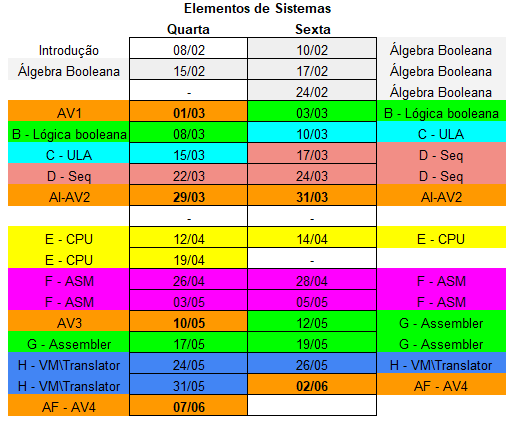 Elementos de Sistemas
Quarta Sexta
Introdução 08/02 10/02 Álgebra Booleana
Álgebra Booleana 15/02 17/02 Álgebra Booleana
- 24/02 Álgebra Booleana
AV1 01/03 03/03 B - Lógica booleana
B - Lógica booleana 08/03 10/03 C - ULA
C - ULA 15/03 17/03 D - Seq
D - Seq 22/03 24/03 D - Seq
AI-AV2 29/03 31/03 AI-AV2
- -
E - CPU 12/04 14/04 E - CPU
E - CPU 19/04 -
F - ASM 26/04 28/04 F - ASM
F - ASM 03/05 05/05 F - ASM
AV3 10/05 12/05 G - Assembler
G - Assembler 17/05 19/05 G - Assembler
H - VM\Translator 24/05 26/05 H - VM\Translator
H - VM\Translator 31/05 02/06 AF - AV4
AF - AV4 07/06